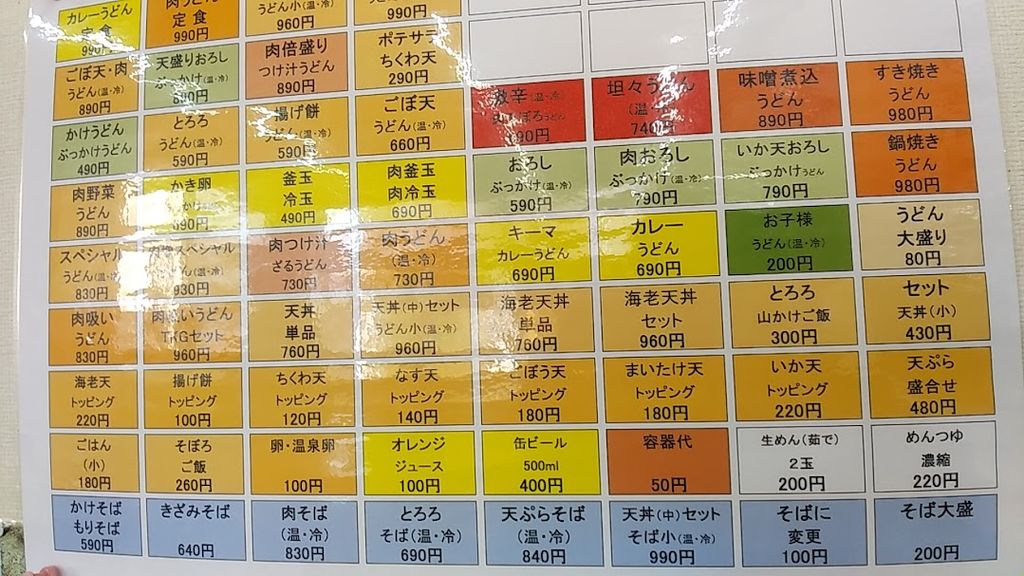 カレーうどん
定食
990円
定食
990円
うどん小(温・冷)
960円
990円
ごぼ天・肉
うどん(温・冷)
890円
天盛りおろし
ぶっかけ(温・冷)
肉倍盛り
つけ汁うどん
890円
ポテサラ
ちくわ天
290円
激辛(温・冷)
坦々うどん
740円
味噌煮込
うどん
890円
すき焼き
うどん
980円
かけうどん
ぶっかけうどん
490円
とろろ
うどん(温・冷)
590円
揚げ餅
うどん(温・冷)
590円
ごぼ天
うどん(温・冷)
660円
おろし
ぶっかけ(温・冷)
590円
肉おろし
ぶっかけ(温・冷)
790円
いか天おろし
ぶっかけうどん
790円
鍋焼き
うどん
980円
肉野菜
うどん
890円
かき卵
690円
釜玉
冷玉
490円
肉釜玉
肉冷玉
690円
キーマ
カレーうどん
690円
カレー
うどん
690円
お子様
うどん(温・冷)
200円
うどん
大盛り
80円
スペシャル
うどん(温・冷)
830円
スペシャル
うどん(温・冷)
930円
肉つけ汁
ざるうどん
730円
肉うどん
(温・冷)
730円
海老天丼
単品
760円
海老天丼
セット
960円
とろろ
山かけご飯
300円
セット
天丼(小)
430円
肉吸い
うどん
830円
肉吸いうどん
TKGセット
960円
天丼
単品
760円
天丼(中)セット
うどん小(温・冷)
960円
ごぼう天
トッピング
180円
まいたけ天
トッピング
180円
いか天
トッピング
220円
天ぷら
盛合せ
480円
海老天
トッピング
220円
揚げ餅
トッピング
100円
ちくわ天
トッピング
120円
なす天
トッピング
140円
缶ビール
500ml
400円
容器代
50円
生めん(茹で)
2玉
200円
めんつゆ
濃縮
220円
ごはん
(小)
180円
そぼろ
ご飯
260円
卵・温泉卵
100円
オレンジ
ジュース
100円
天ぷらそば
(温・冷)
840円
天丼(中)セット
そば小(温・冷)
990円
そばに
変更
100円
そば大盛
200円
かけそば
もりそば
590円
きざみそば
640円
肉そば
(温・冷)
830円
とろろ
そば(温・冷)
690円